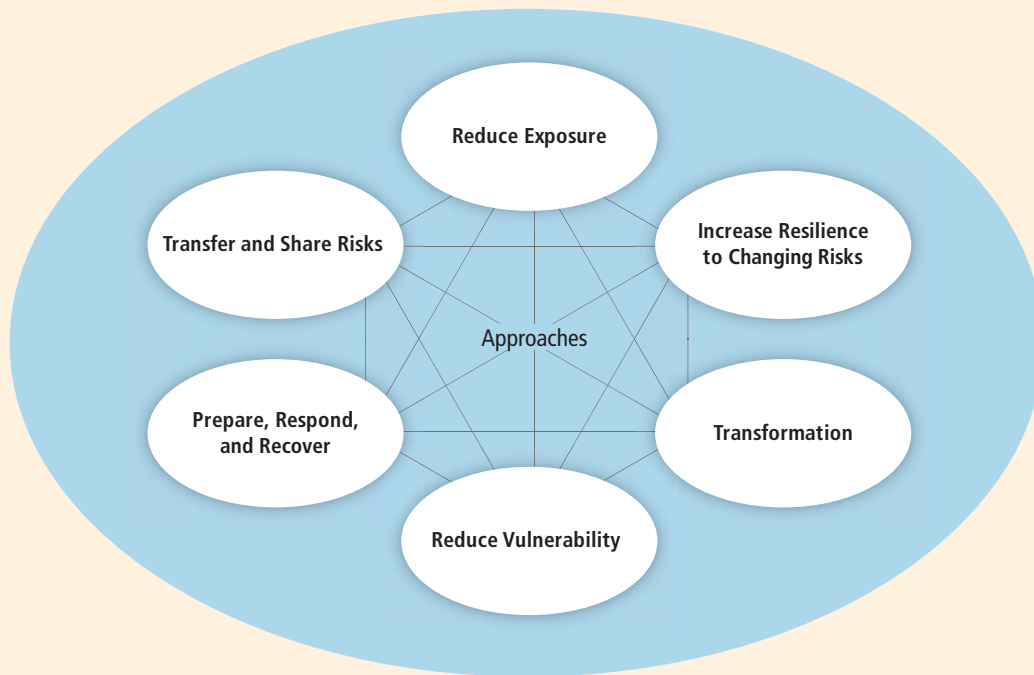 Reduce Exposure
Transfer and Share Risks
Increase Resilience
to Changing Risks
Approaches
Prepare, Respond,
and Recover
Transformation
Reduce Vulnerability